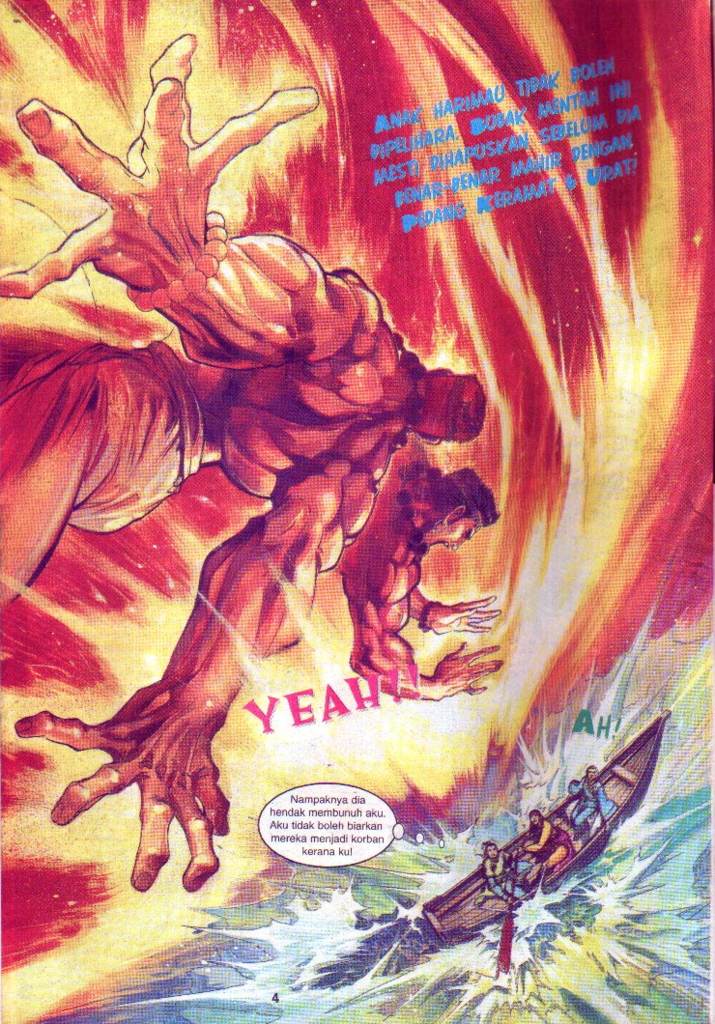 ANAK HARIMAU TIDAK BOLEH
DIPELIHARA. BUDAK MENTAH INI
MESTI DIHAPUSKAN SEBELUM DIA
BENAR-BENAR MAHIR DENGAN
PEDANG KERAMAT 6 URAT!
YEAH!!
AH!
Nampaknya dia
hendak membunuh aku.
Aku tidak boleh biarkan
mereka menjadi korban
kerana ku!
4